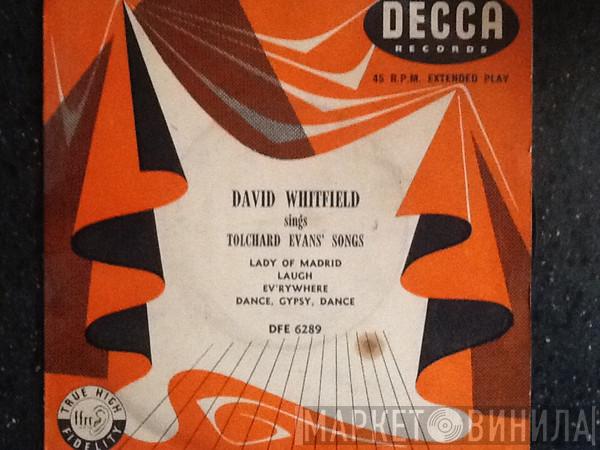 DECCA
RECORDS
45 R.P.M. EXTENDED PLAY
DAVID WHITFIELD
sings
TOLCHARD EVANS' SONGS
LADY OF MADRID
LAUGH
EV'RYWHERE
DANCE, GYPSY, DANCE
DFE 6289
TRUE HIGH
ffrr
FIDELITY
МАРКЕТ ВИНИЛА